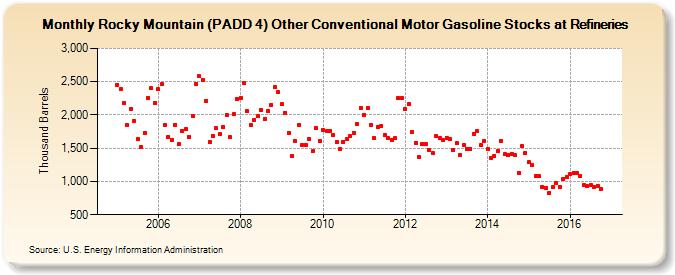 Monthly Rocky Mountain (PADD 4) Other Conventional Motor Gasoline Stocks at Refineries
Thousand Barrels
3,000
2,500
2,000
1,500
1,000
500
2006 2008 2010 2012 2014 2016
Source: U.S. Energy Information Administration